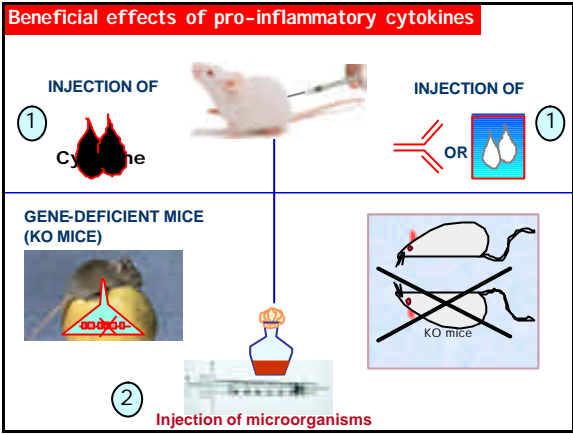 Beneficial effects of pro-inflammatory cytokines
INJECTION OF
1
INJECTION OF
1
OR
GENE-DEFICIENT MICE
(KO MICE)
KO mice
2
Injection of microorganisms